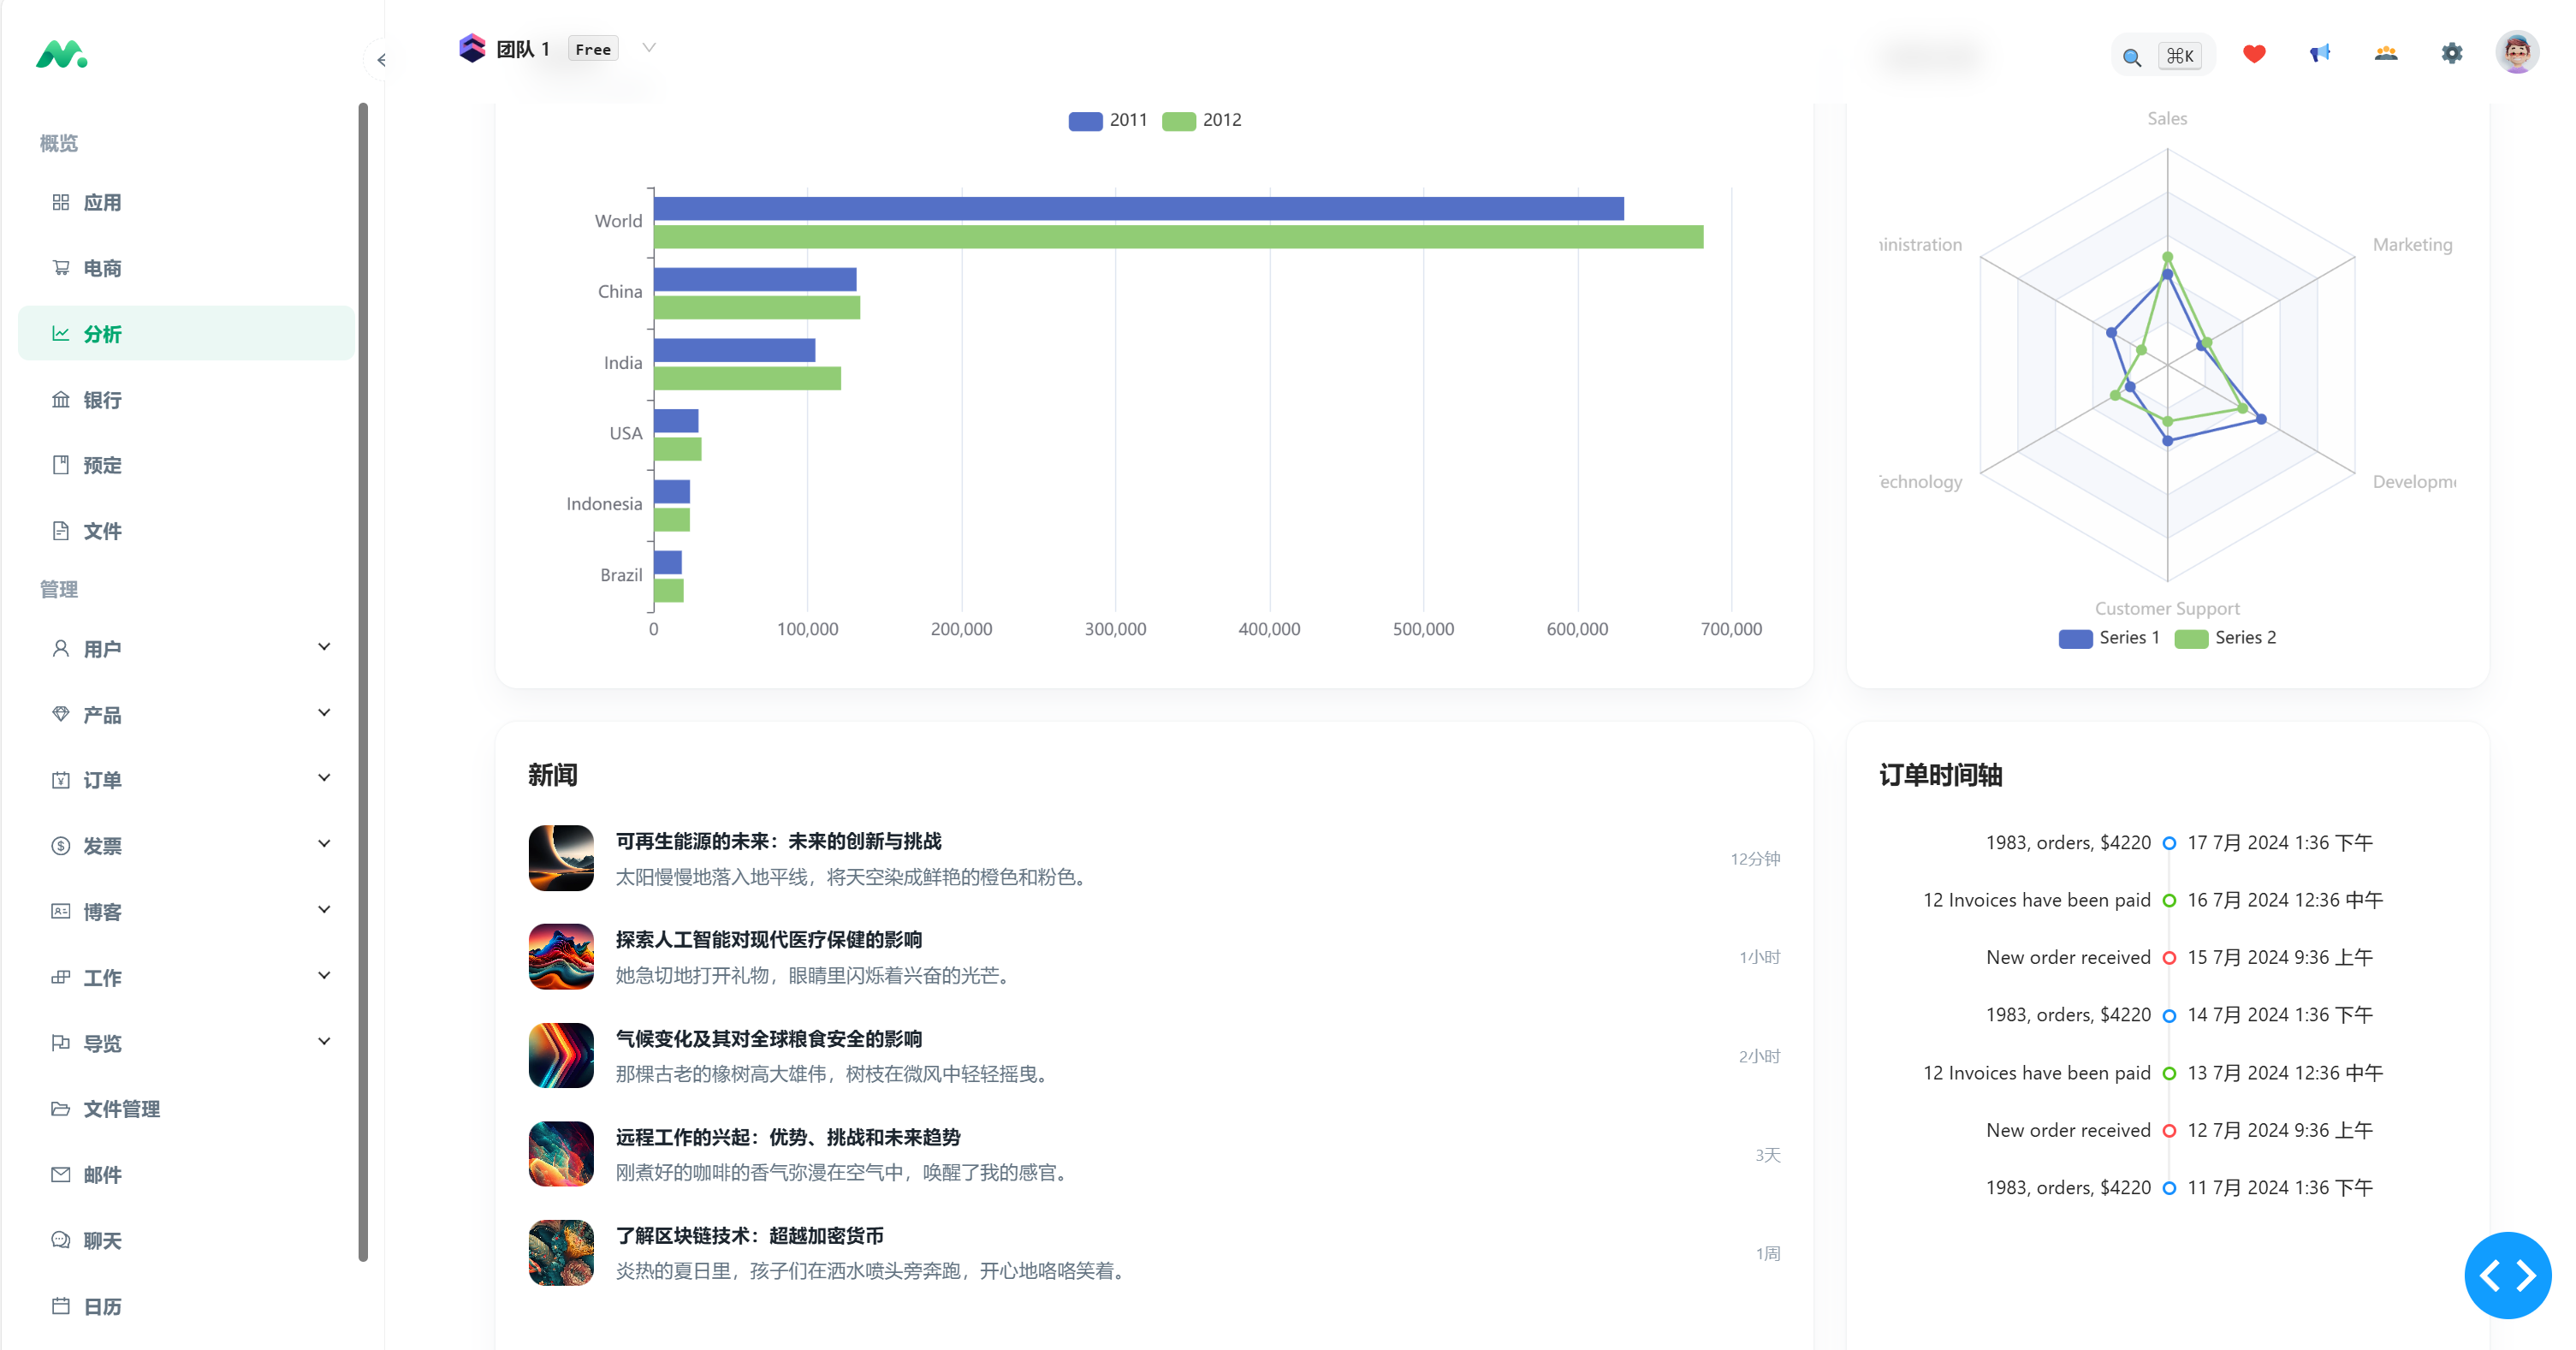 团队 1 Free
⌘K
概览
应用
电商
分析
银行
预定
文件
管理
用户
产品
订单
发票
博客
工作
导览
文件管理
邮件
聊天
日历
2011 2012
World
China
India
USA
Indonesia
Brazil
0 100,000 200,000 300,000 400,000 500,000 600,000 700,000
Sales
inistration
Marketing
echnology
Developm
Customer Support
Series 1 Series 2
新闻
可再生能源的未来：未来的创新与挑战
太阳慢慢地落入地平线，将天空染成鲜艳的橙色和粉色。
12分钟
探索人工智能对现代医疗保健的影响
她急切地打开礼物，眼睛里闪烁着兴奋的光芒。
1小时
气候变化及其对全球粮食安全的影响
那棵古老的橡树高大雄伟，树枝在微风中轻轻摇曳。
2小时
远程工作的兴起：优势、挑战和未来趋势
刚煮好的咖啡的香气弥漫在空气中，唤醒了我的感官。
3天
了解区块链技术：超越加密货币
炎热的夏日里，孩子们在洒水喷头旁奔跑，开心地咯咯笑着。
1周
订单时间轴
1983, orders, $4220 17 7月 2024 1:36 下午
12 Invoices have been paid 16 7月 2024 12:36 中午
New order received 15 7月 2024 9:36 上午
1983, orders, $4220 14 7月 2024 1:36 下午
12 Invoices have been paid 13 7月 2024 12:36 中午
New order received 12 7月 2024 9:36 上午
1983, orders, $4220 11 7月 2024 1:36 下午